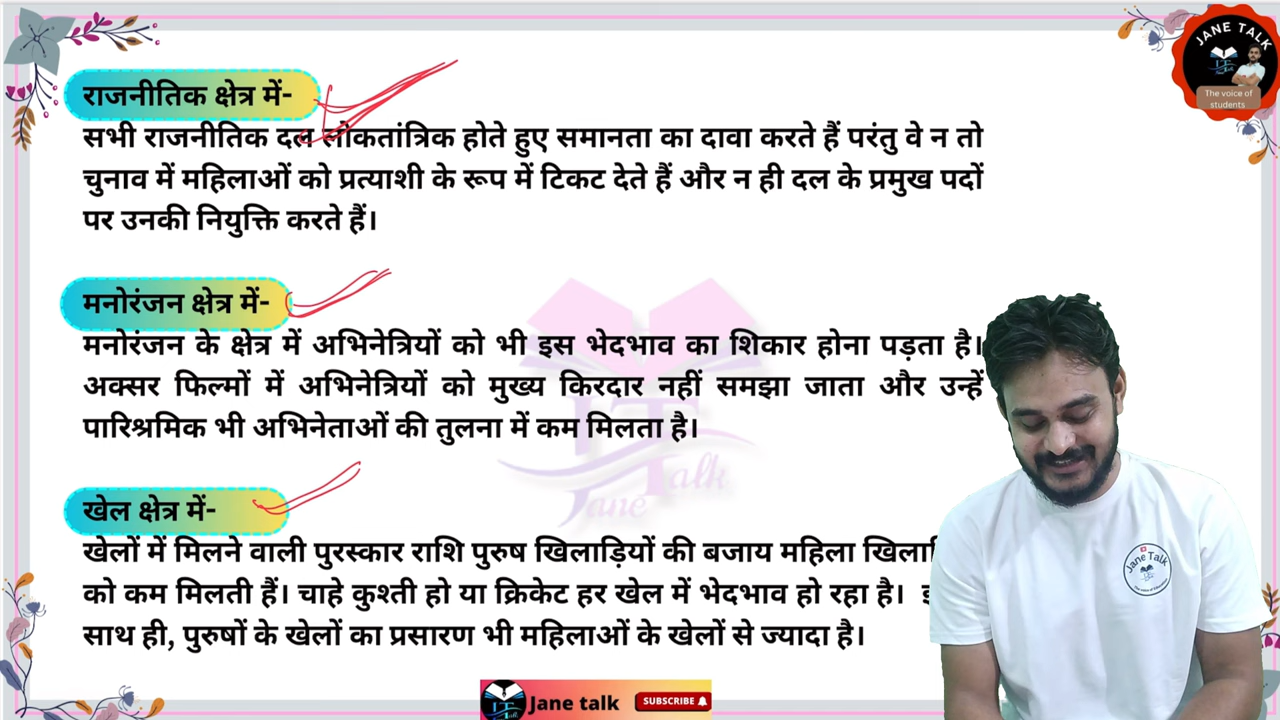 JANE TALK
The voice of
students
राजनीतिक क्षेत्र में-
सभी राजनीतिक दल लोकतांत्रिक होते हुए समानता का दावा करते हैं परंतु वे न तो
चुनाव में महिलाओं को प्रत्याशी के रूप में टिकट देते हैं और न ही दल के प्रमुख पदों
पर उनकी नियुक्ति करते हैं।
मनोरंजन क्षेत्र में-
मनोरंजन के क्षेत्र में अभिनेत्रियों को भी इस भेदभाव का शिकार होना पड़ता है।
अक्सर फिल्मों में अभिनेत्रियों को मुख्य किरदार नहीं समझा जाता और उन्हें
पारिश्रमिक भी अभिनेताओं की तुलना में कम मिलता है।
खेल क्षेत्र में-
खेलों में मिलने वाली पुरस्कार राशि पुरुष खिलाड़ियों की बजाय महिला
को कम मिलती हैं। चाहे कुश्ती हो या क्रिकेट हर खेल में भेदभाव हो रहा है।
साथ ही, पुरुषों के खेलों का प्रसारण भी महिलाओं के खेलों से ज्यादा है।
Jane Talk
Jane Talk
Jane talk
SUBSCRIBE